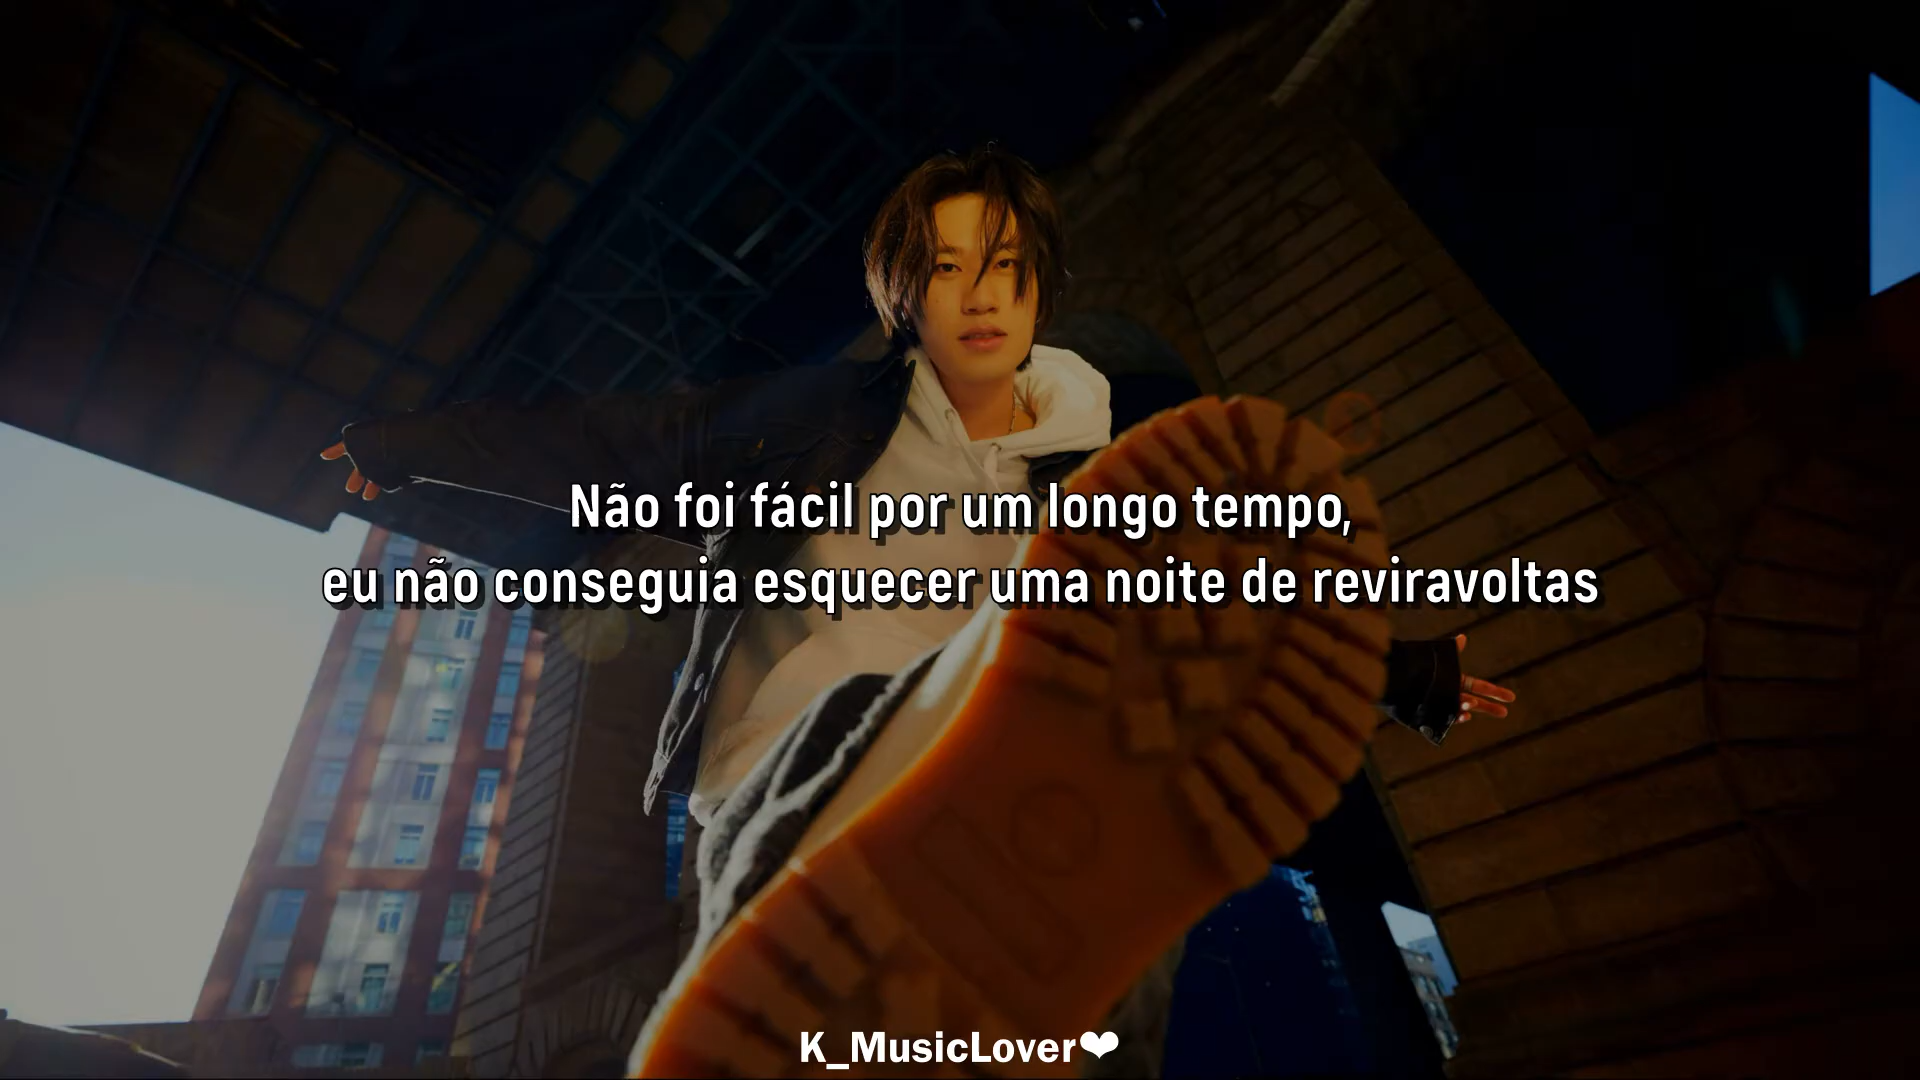 Não foi fácil por um longo tempo,
eu não conseguia esquecer uma noite de reviravoltas
K_MusicLover❤